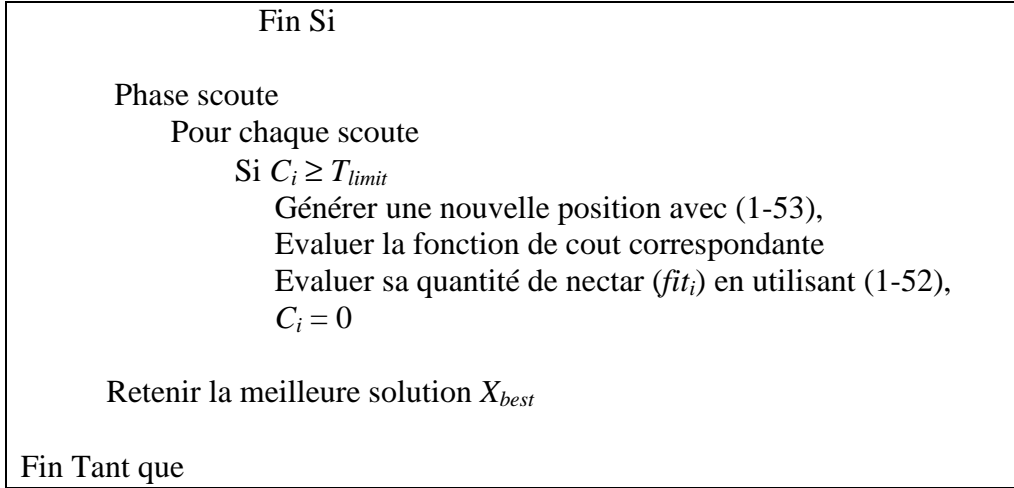 Fin Si
Phase scoute
Pour chaque scoute
Si Cᵢ ≥ T_limit
Générer une nouvelle position avec (1-53),
Evaluer la fonction de cout correspondante
Evaluer sa quantité de nectar (fitᵢ) en utilisant (1-52),
Cᵢ = 0
Retenir la meilleure solution X_best
Fin Tant que